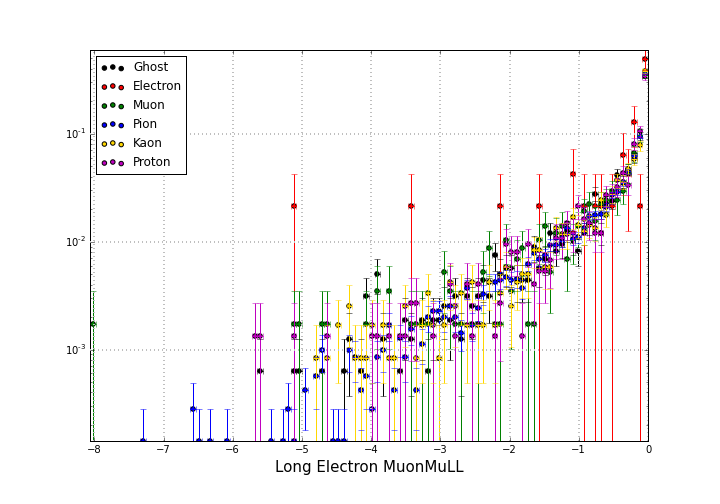 Ghost
Electron
Muon
Pion
Kaon
Proton
10⁻¹
10⁻²
10⁻³
−8 −7 −6 −5 −4 −3 −2 −1 0
Long Electron MuonMuLL